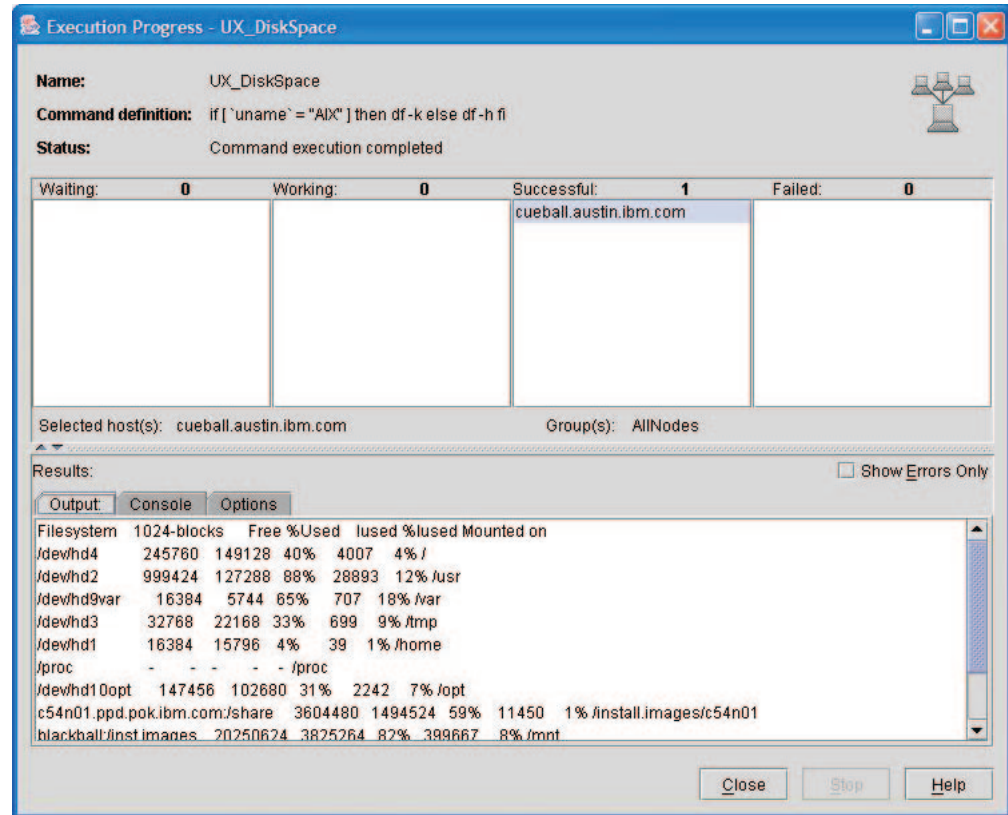 Execution Progress - UX_DiskSpace
Name: UX_DiskSpace
Command definition: if [ `uname` = "AIX" ] then df -k else df -h fi
Status: Command execution completed
Waiting: 0 Working: 0 Successful: 1 Failed: 0
cueball.austin.ibm.com
Selected host(s): cueball.austin.ibm.com Group(s): AllNodes
Results: Show Errors Only
Output Console Options
Filesystem 1024-blocks Free %Used Iused %Iused Mounted on
/dev/hd4 245760 149128 40% 4007 4% /
/dev/hd2 999424 127288 88% 28893 12% /usr
/dev/hd9var 16384 5744 65% 707 18% /var
/dev/hd3 32768 22168 33% 699 9% /tmp
/dev/hd1 16384 15796 4% 39 1% /home
/proc - - - - - /proc
/dev/hd10opt 147456 102680 31% 2242 7% /opt
c54n01.ppd.pok.ibm.com:/share 3604480 1494524 59% 11450 1% /install.images/c54n01
blackball:/inst.images 20250624 3825264 82% 399667 8% /mnt
Close Stop Help